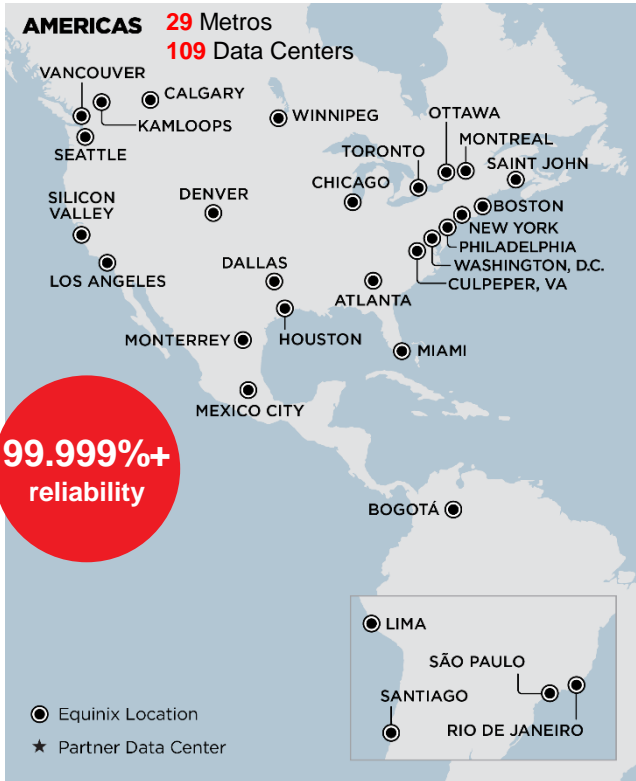 AMERICAS 29 Metros
109 Data Centers
VANCOUVER
CALGARY
KAMLOOPS
WINNIPEG
OTTAWA
MONTREAL
SEATTLE
TORONTO
SAINT JOHN
CHICAGO
SILICON
VALLEY
DENVER
BOSTON
NEW YORK
PHILADELPHIA
WASHINGTON, D.C.
CULPEPER, VA
LOS ANGELES
DALLAS
ATLANTA
MONTERREY
HOUSTON
MIAMI
MEXICO CITY
99.999%+
reliability
BOGOTÁ
LIMA
SÃO PAULO
SANTIAGO
RIO DE JANEIRO
Equinix Location
Partner Data Center